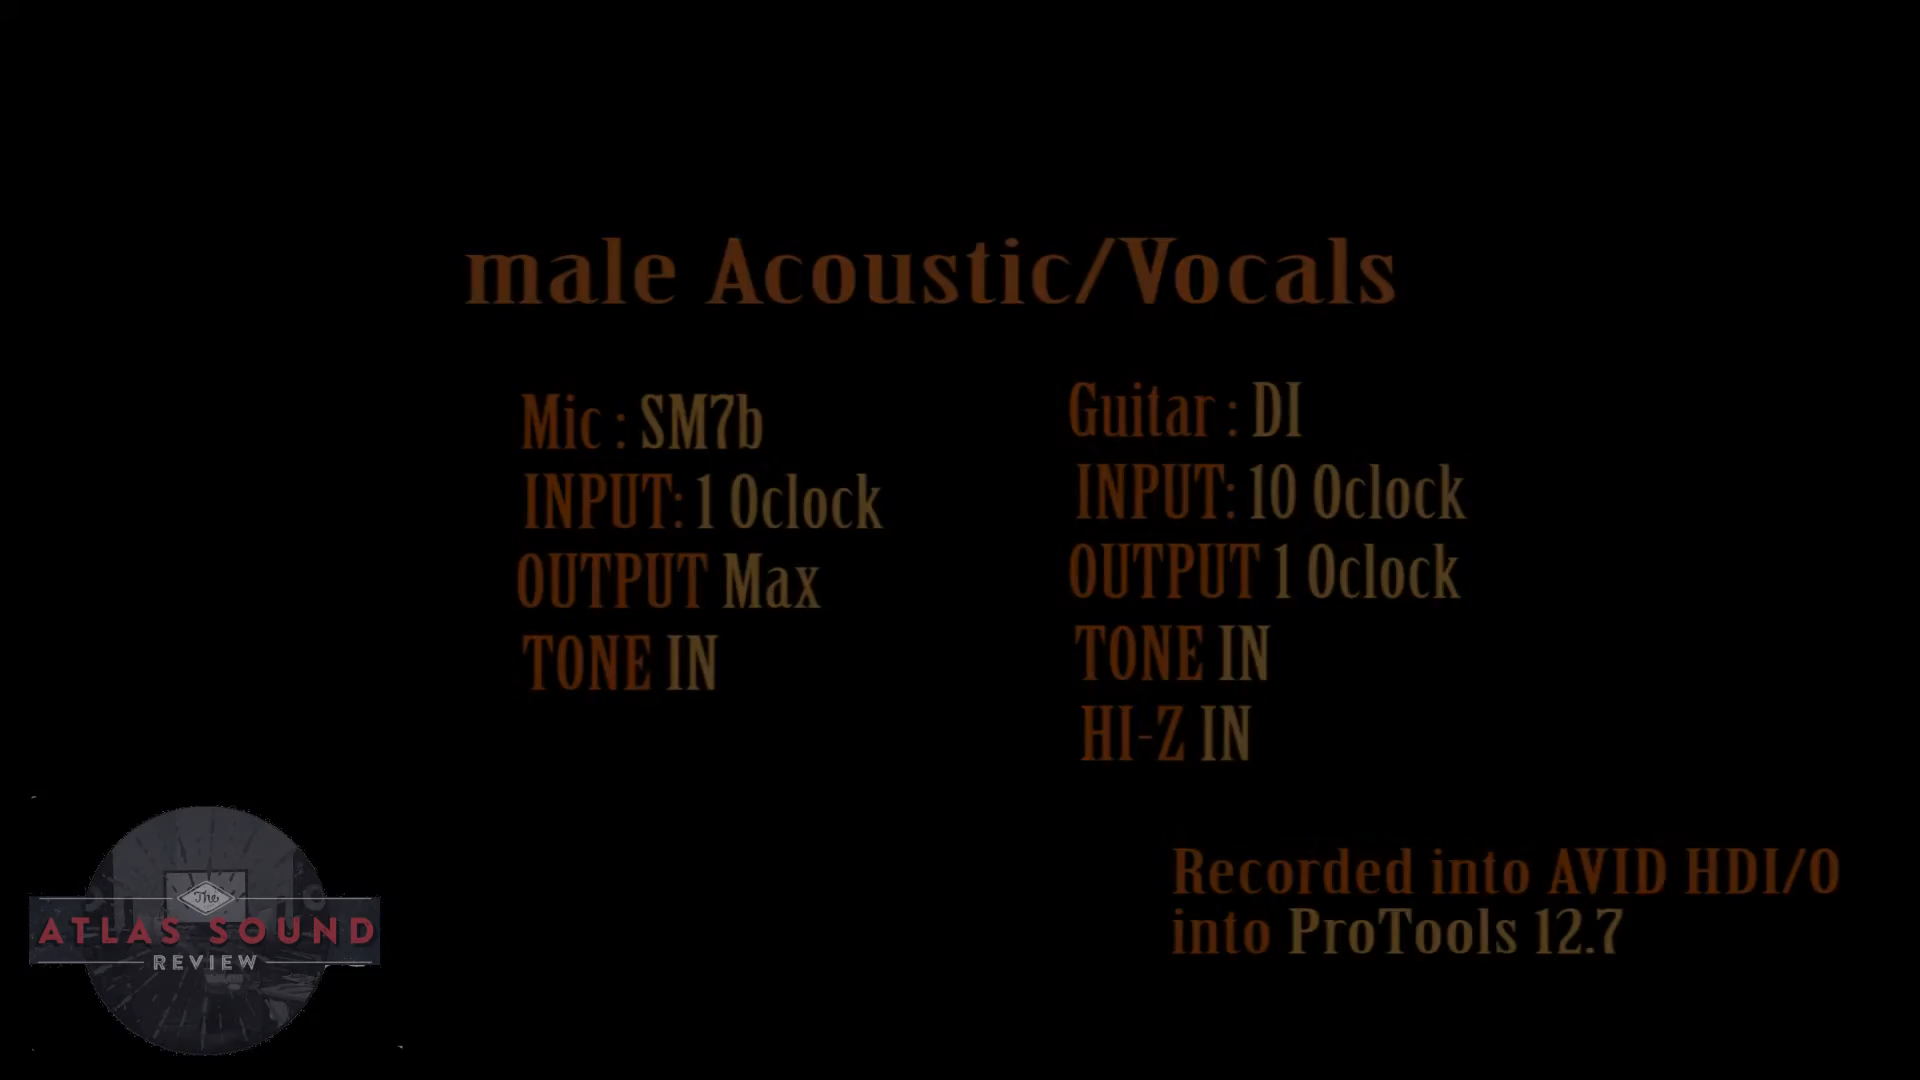 male Acoustic/Vocals
Mic : SM7b
INPUT: 1 Oclock
OUTPUT Max
TONE IN
Guitar : DI
INPUT: 10 Oclock
OUTPUT 1 Oclock
TONE IN
HI-Z IN
Recorded into AVID HDI/O
into ProTools 12.7
The
ATLAS SOUND
REVIEW